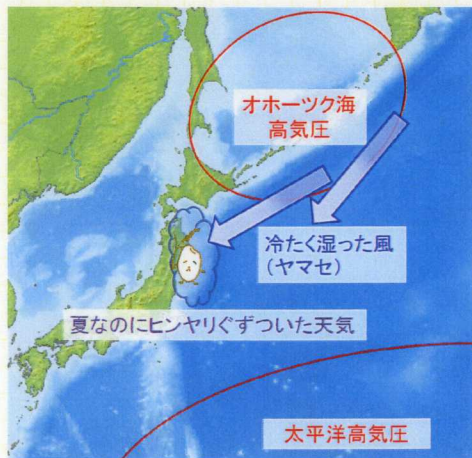 オホーツク海
高気圧
冷たく湿った風
(ヤマセ)
夏なのにヒンヤリぐずついた天気
太平洋高気圧